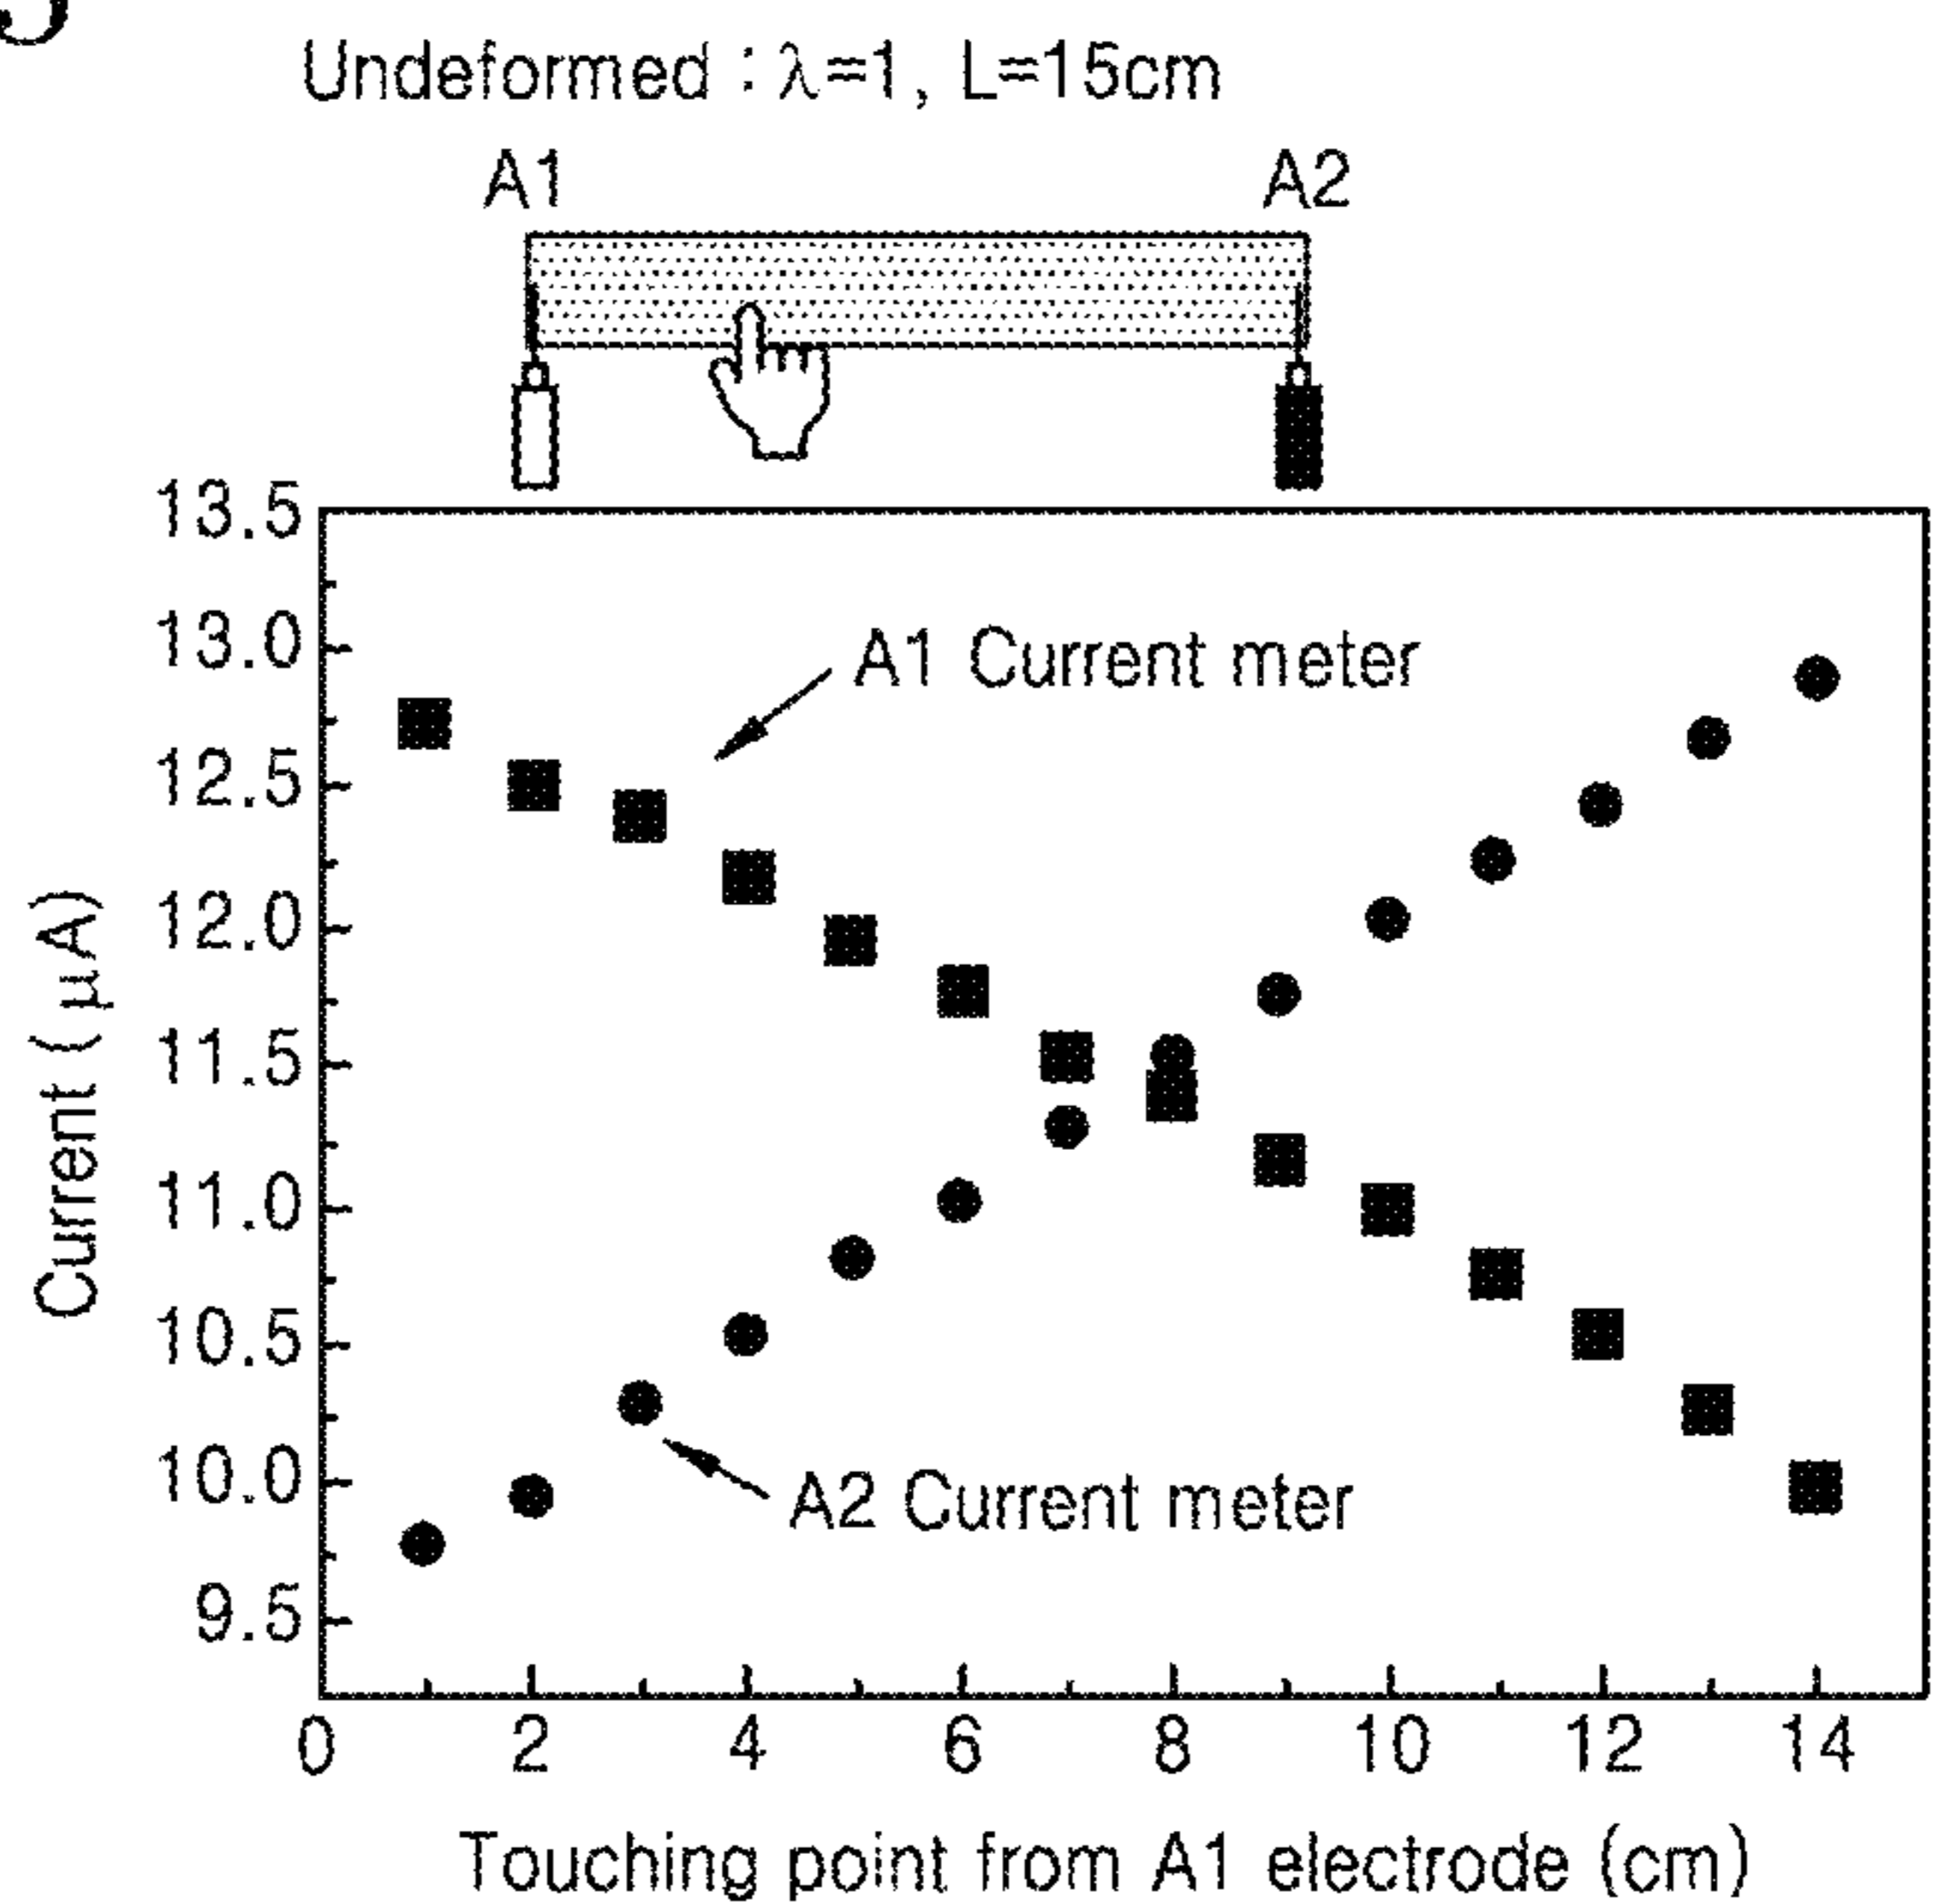 Undeformed : λ=1, L=15cm
A1 A2
13.5
13.0
A1 Current meter
12.5
12.0
11.5
11.0
10.5
10.0
A2 Current meter
9.5
Current ( μA)
0 2 4 6 8 10 12 14
Touching point from A1 electrode (cm)